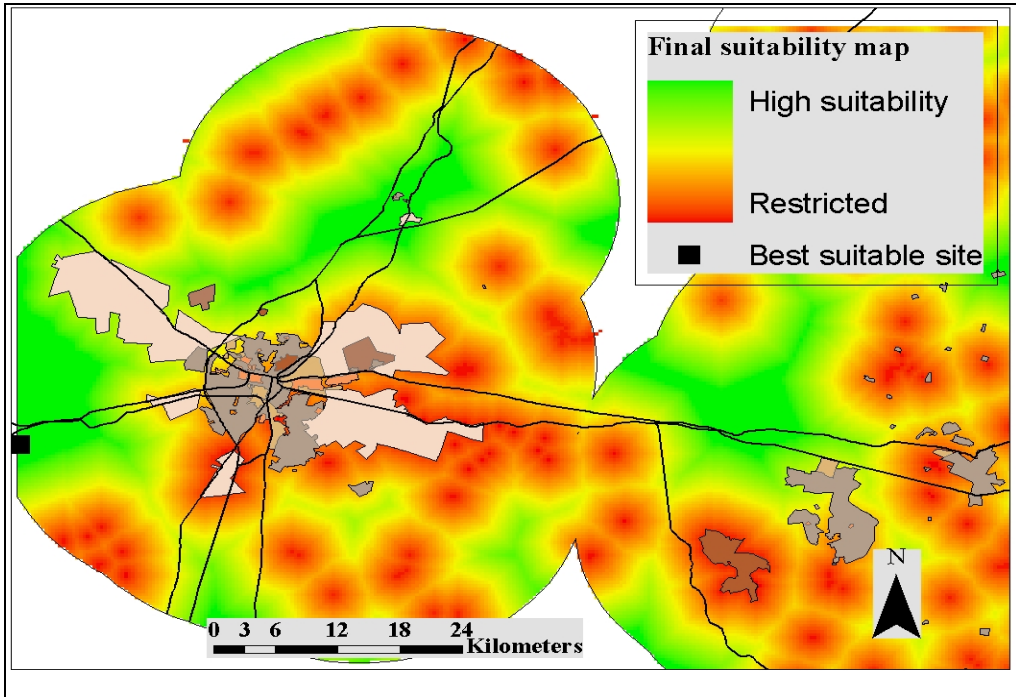 Final suitability map
High suitability
Restricted
Best suitable site
N
0 3 6 12 18 24
Kilometers